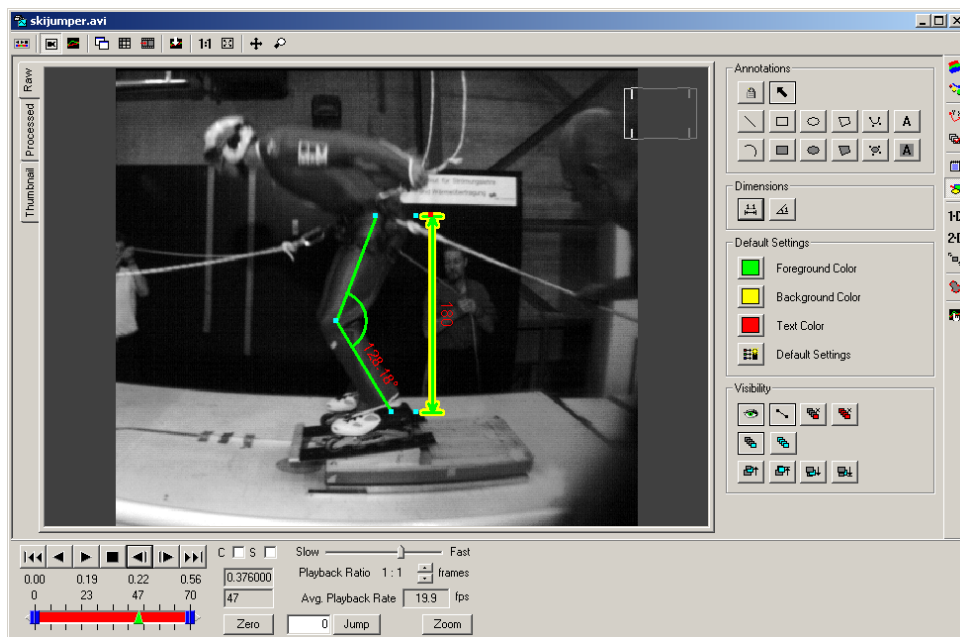 skijumper.avi
1:1
Raw
Processed
Thumbnail
128.18°
Annotations
A
A
Dimensions
1.1
Default Settings
Foreground Color
Background Color
Text Color
Default Settings
Visibility
1-D
2-D
C
S
Slow
Fast
0.00 0.19 0.22 0.56
0 23 47 70
0.376000
47
Playback Ratio 1 : 1 frames
Avg. Playback Rate 19.9 fps
Zero
0
Jump
Zoom